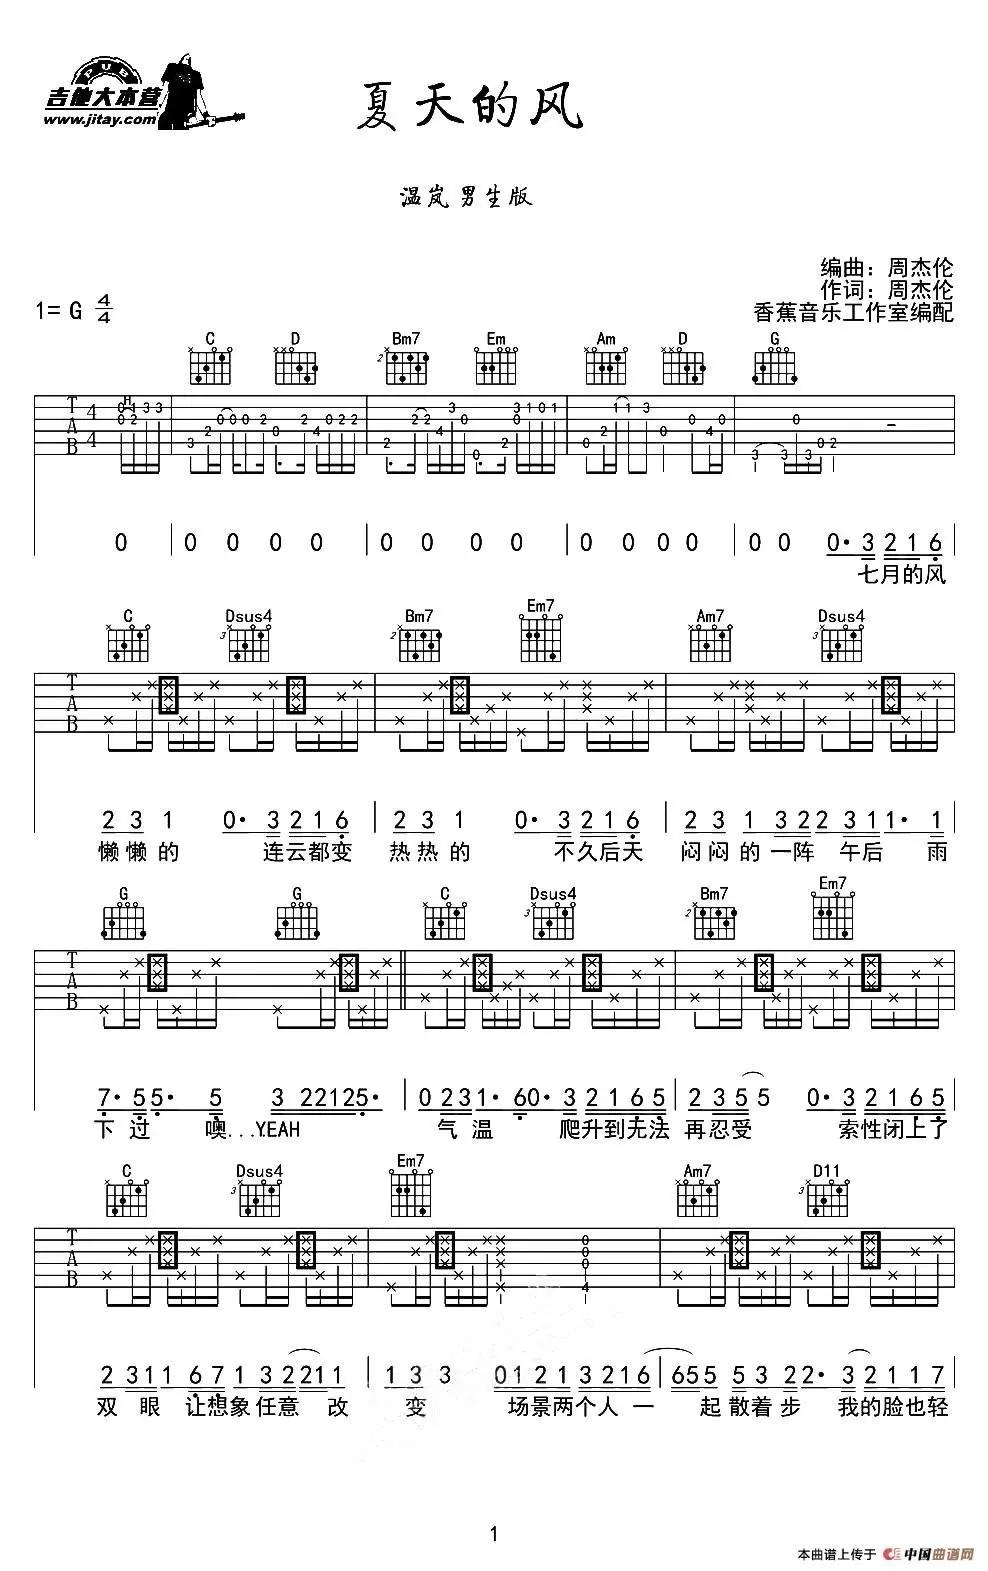 PUB
吉他大本营
www.jitay.com
夏天的风
温岚 男生版
编曲：周杰伦
作词：周杰伦
香蕉音乐工作室编配
1= G 4/4
C D Bm7 Em Am D G
0 0 0 0 0 0 0 0 0 0 0 0 0 0 0 0· 3 2 1 6
七月的风
C Dsus4 Bm7 Em7 Am7 Dsus4
2 3 1 0· 3 2 1 6 2 3 1 0· 3 2 1 6 2 3 1 3 2 2 3 1 1· 1
懒懒的 连云都变 热热的 不久后天 闷闷的一阵 午后 雨
G G C Dsus4 Bm7 Em7
7· 5 5· 5 3 2 2 1 2 5· 0 2 3 1· 6 0· 3 2 1 6 5 2 3 5 5 0· 3 2 1 6 5
下 过 噢...YEAH 气 温 爬升到无法 再忍受 索性闭上了
C Dsus4 Em7 Am7 D11
2 3 1 1 6 7 1 3 2 2 1 1 1 3 3 0 1 2 1 3 2 1 6 6 5 5 5 3 2 2· 3 2 1 1 7
双 眼 让想象任意 改 变 场景两个人 一 起散着步 我的脸也轻
1
本曲谱上传于 中国曲谱网